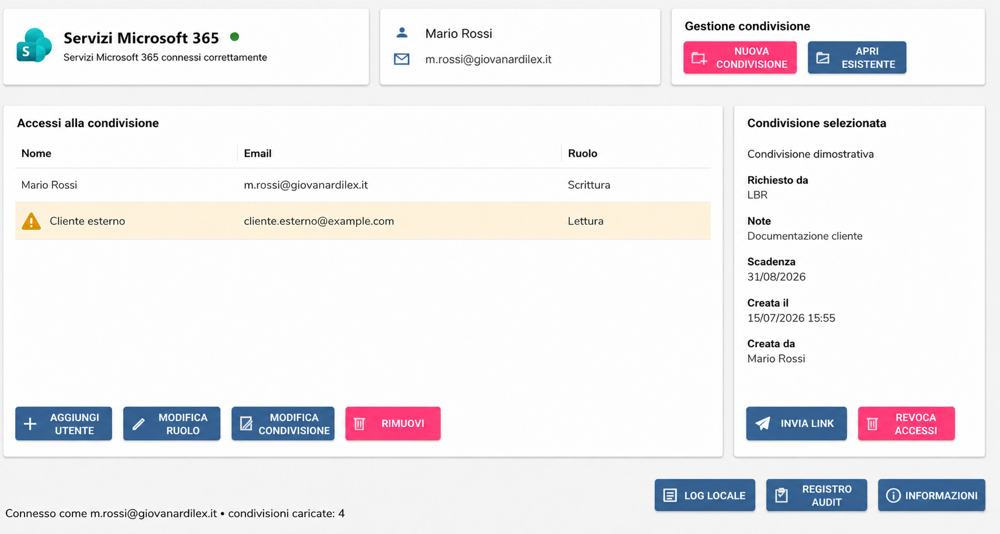 S
Servizi Microsoft 365
Servizi Microsoft 365 connessi correttamente
Mario Rossi
m.rossi@giovanardilex.it
Gestione condivisione
NUOVA
CONDIVISIONE
APRI
ESISTENTE
Accessi alla condivisione
Nome Email Ruolo
Mario Rossi m.rossi@giovanardilex.it Scrittura
Cliente esterno cliente.esterno@example.com Lettura
AGGIUNGI
UTENTE
MODIFICA
RUOLO
MODIFICA
CONDIVISIONE
RIMUOVI
Condivisione selezionata
Condivisione dimostrativa
Richiesto da
LBR
Note
Documentazione cliente
Scadenza
31/08/2026
Creata il
15/07/2026 15:55
Creata da
Mario Rossi
INVIA LINK
REVOCA
ACCESSI
LOG LOCALE
REGISTRO
AUDIT
INFORMAZIONI
Connesso come m.rossi@giovanardilex.it • condivisioni caricate: 4